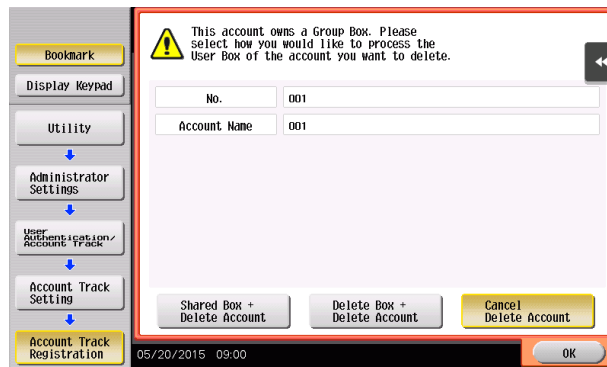 This account owns a Group Box. Please
select how you would like to process the
User Box of the account you want to delete.
Bookmark
Display Keypad
Utility
Administrator
Settings
User
Authentication/
Account Track
Account Track
Setting
Account Track
Registration
No.
001
Account Name
001
Shared Box +
Delete Account
Delete Box +
Delete Account
Cancel
Delete Account
05/20/2015 09:00
OK